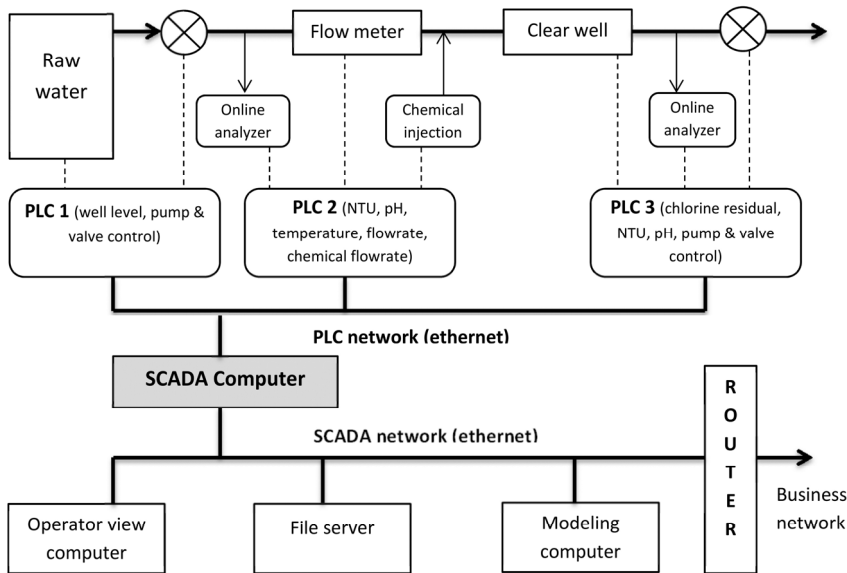 Raw
water
Flow meter
Clear well
Online
analyzer
Chemical
injection
Online
analyzer
PLC 1 (well level, pump &
valve control)
PLC 2 (NTU, pH,
temperature, flowrate,
chemical flowrate)
PLC 3 (chlorine residual,
NTU, pH, pump & valve
control)
PLC network (ethernet)
SCADA Computer
SCADA network (ethernet)
ROUTER
Operator view
computer
File server
Modeling
computer
Business
network